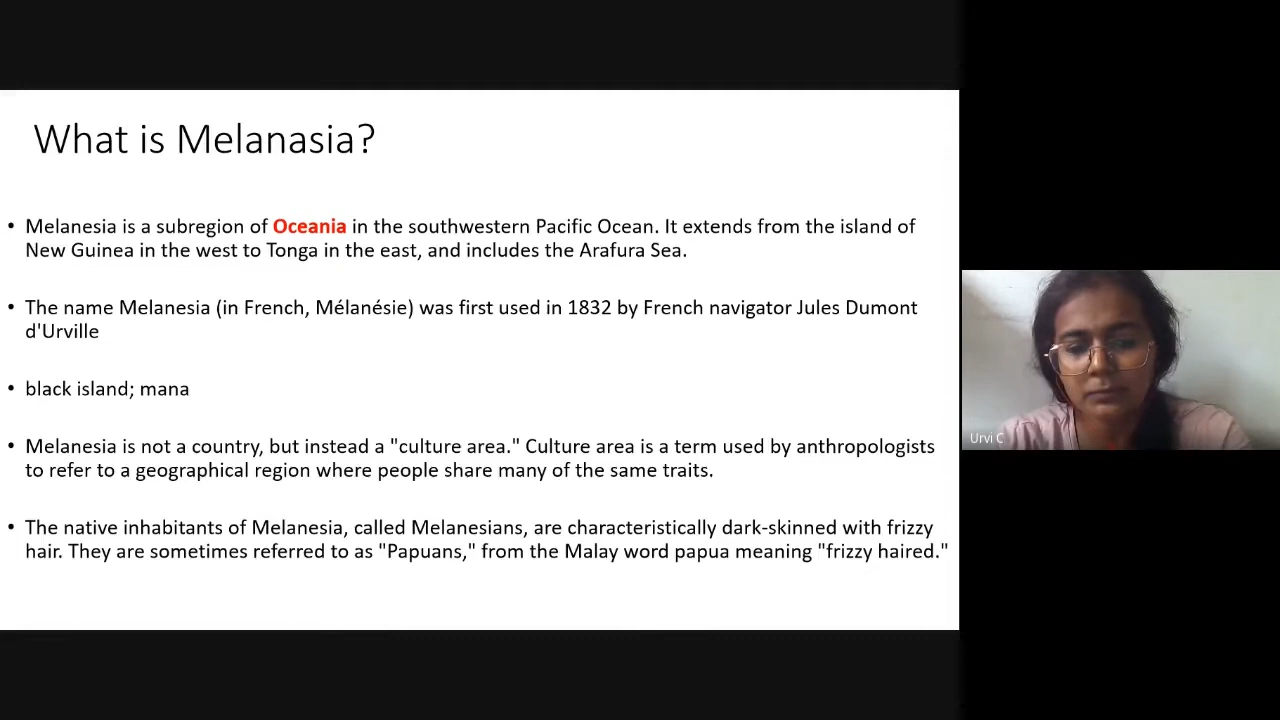 What is Melanasia?
• Melanesia is a subregion of Oceania in the southwestern Pacific Ocean. It extends from the island of
New Guinea in the west to Tonga in the east, and includes the Arafura Sea.
• The name Melanesia (in French, Mélanésie) was first used in 1832 by French navigator Jules Dumont
d'Urville
• black island; mana
• Melanesia is not a country, but instead a "culture area." Culture area is a term used by anthropologists
to refer to a geographical region where people share many of the same traits.
• The native inhabitants of Melanesia, called Melanesians, are characteristically dark-skinned with frizzy
hair. They are sometimes referred to as "Papuans," from the Malay word papua meaning "frizzy haired."
Urvi C